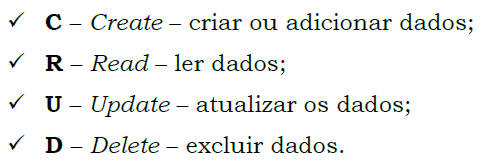 ✓ C – Create – criar ou adicionar dados;
✓ R – Read – ler dados;
✓ U – Update – atualizar os dados;
✓ D – Delete – excluir dados.